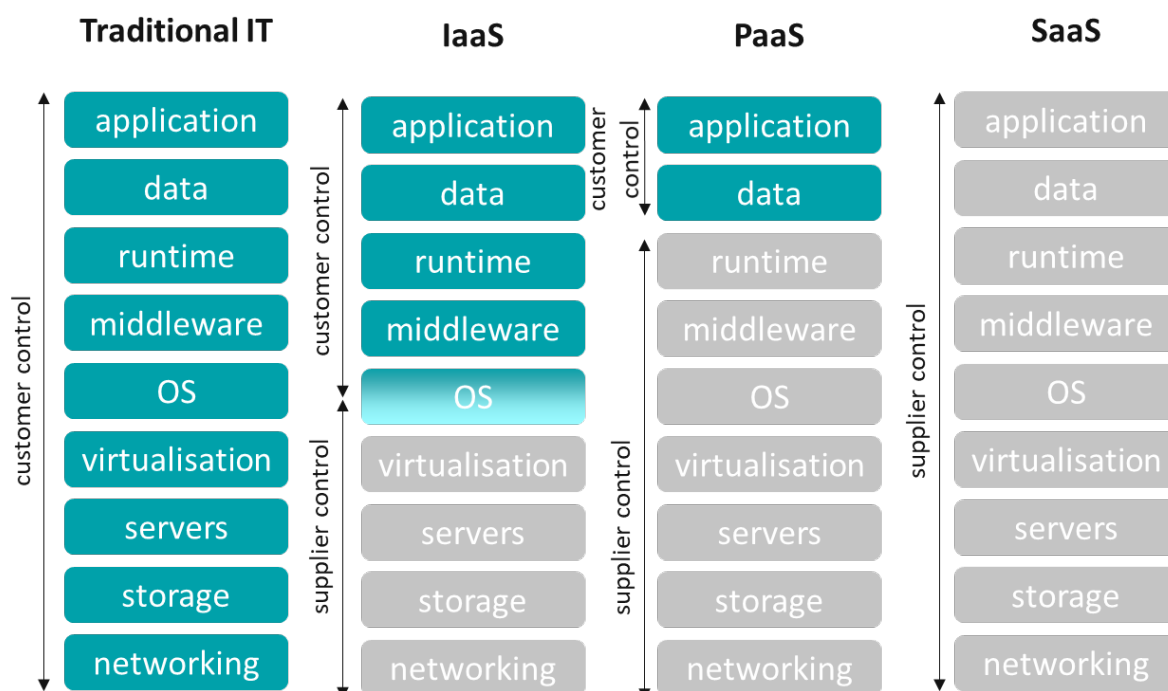 Traditional IT
IaaS
PaaS
SaaS
customer control
application
data
runtime
middleware
OS
virtualisation
servers
storage
networking
customer control
supplier control
application
data
runtime
middleware
OS
virtualisation
servers
storage
networking
customer
control
supplier control
application
data
runtime
middleware
OS
virtualisation
servers
storage
networking
supplier control
application
data
runtime
middleware
OS
virtualisation
servers
storage
networking